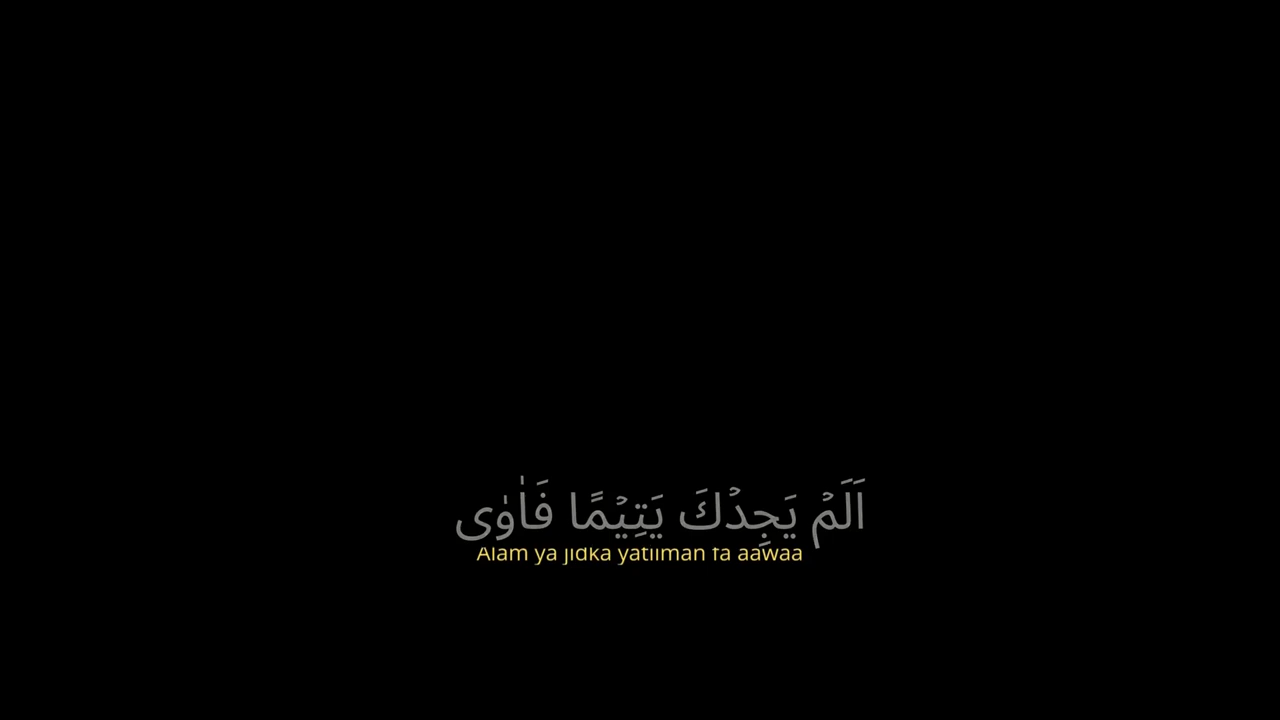 اَلَمۡ يَجِدۡكَ يَتِيۡمًا فَاٰوٰى
Alam ya jidka yatiiman fa aawaa